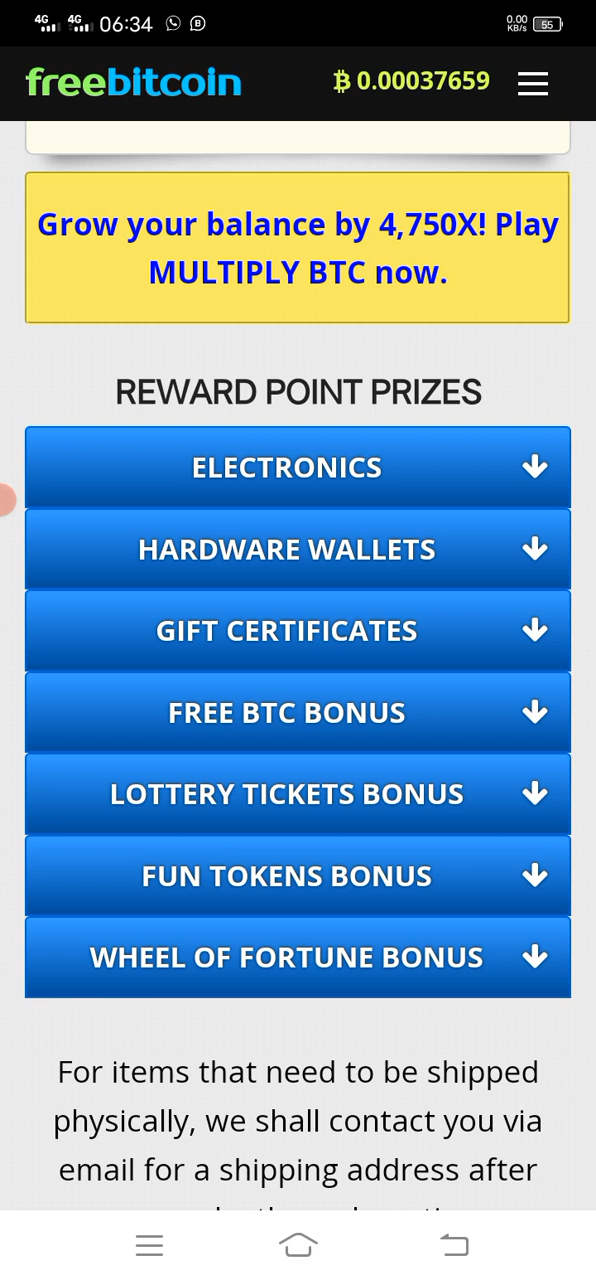 4G 4G 06:34 B 0.00 KB/s 55
freebitcoin ₿ 0.00037659
Grow your balance by 4,750X! Play
MULTIPLY BTC now.
REWARD POINT PRIZES
ELECTRONICS
HARDWARE WALLETS
GIFT CERTIFICATES
FREE BTC BONUS
LOTTERY TICKETS BONUS
FUN TOKENS BONUS
WHEEL OF FORTUNE BONUS
For items that need to be shipped
physically, we shall contact you via
email for a shipping address after